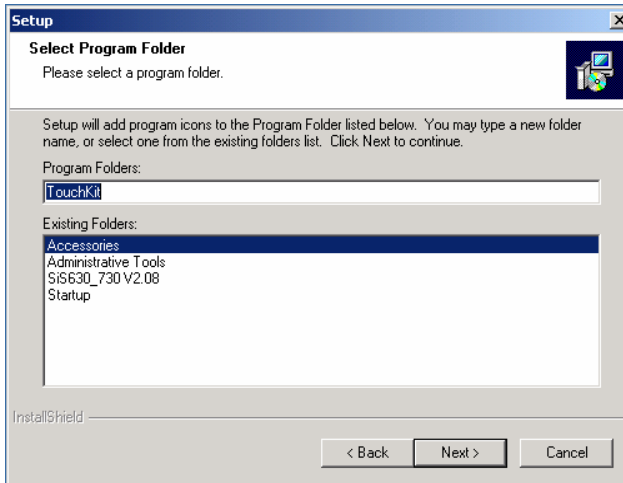 Setup
Select Program Folder
Please select a program folder.
Setup will add program icons to the Program Folder listed below. You may type a new folder
name, or select one from the existing folders list. Click Next to continue.
Program Folders:
TouchKit
Existing Folders:
Accessories
Administrative Tools
SiS630_730 V2.08
Startup
InstallShield
< Back Next > Cancel